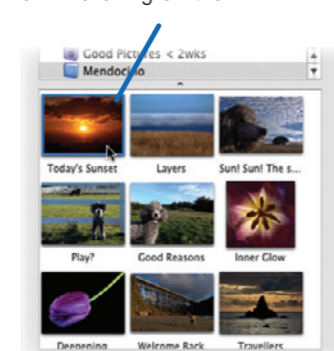 Good Pictures < 2wks
Mendocino
Today's Sunset
Layers
Sun! Sun! The s...
Play?
Good Reasons
Inner Glow
Deepening
Welcome Back
Travellers